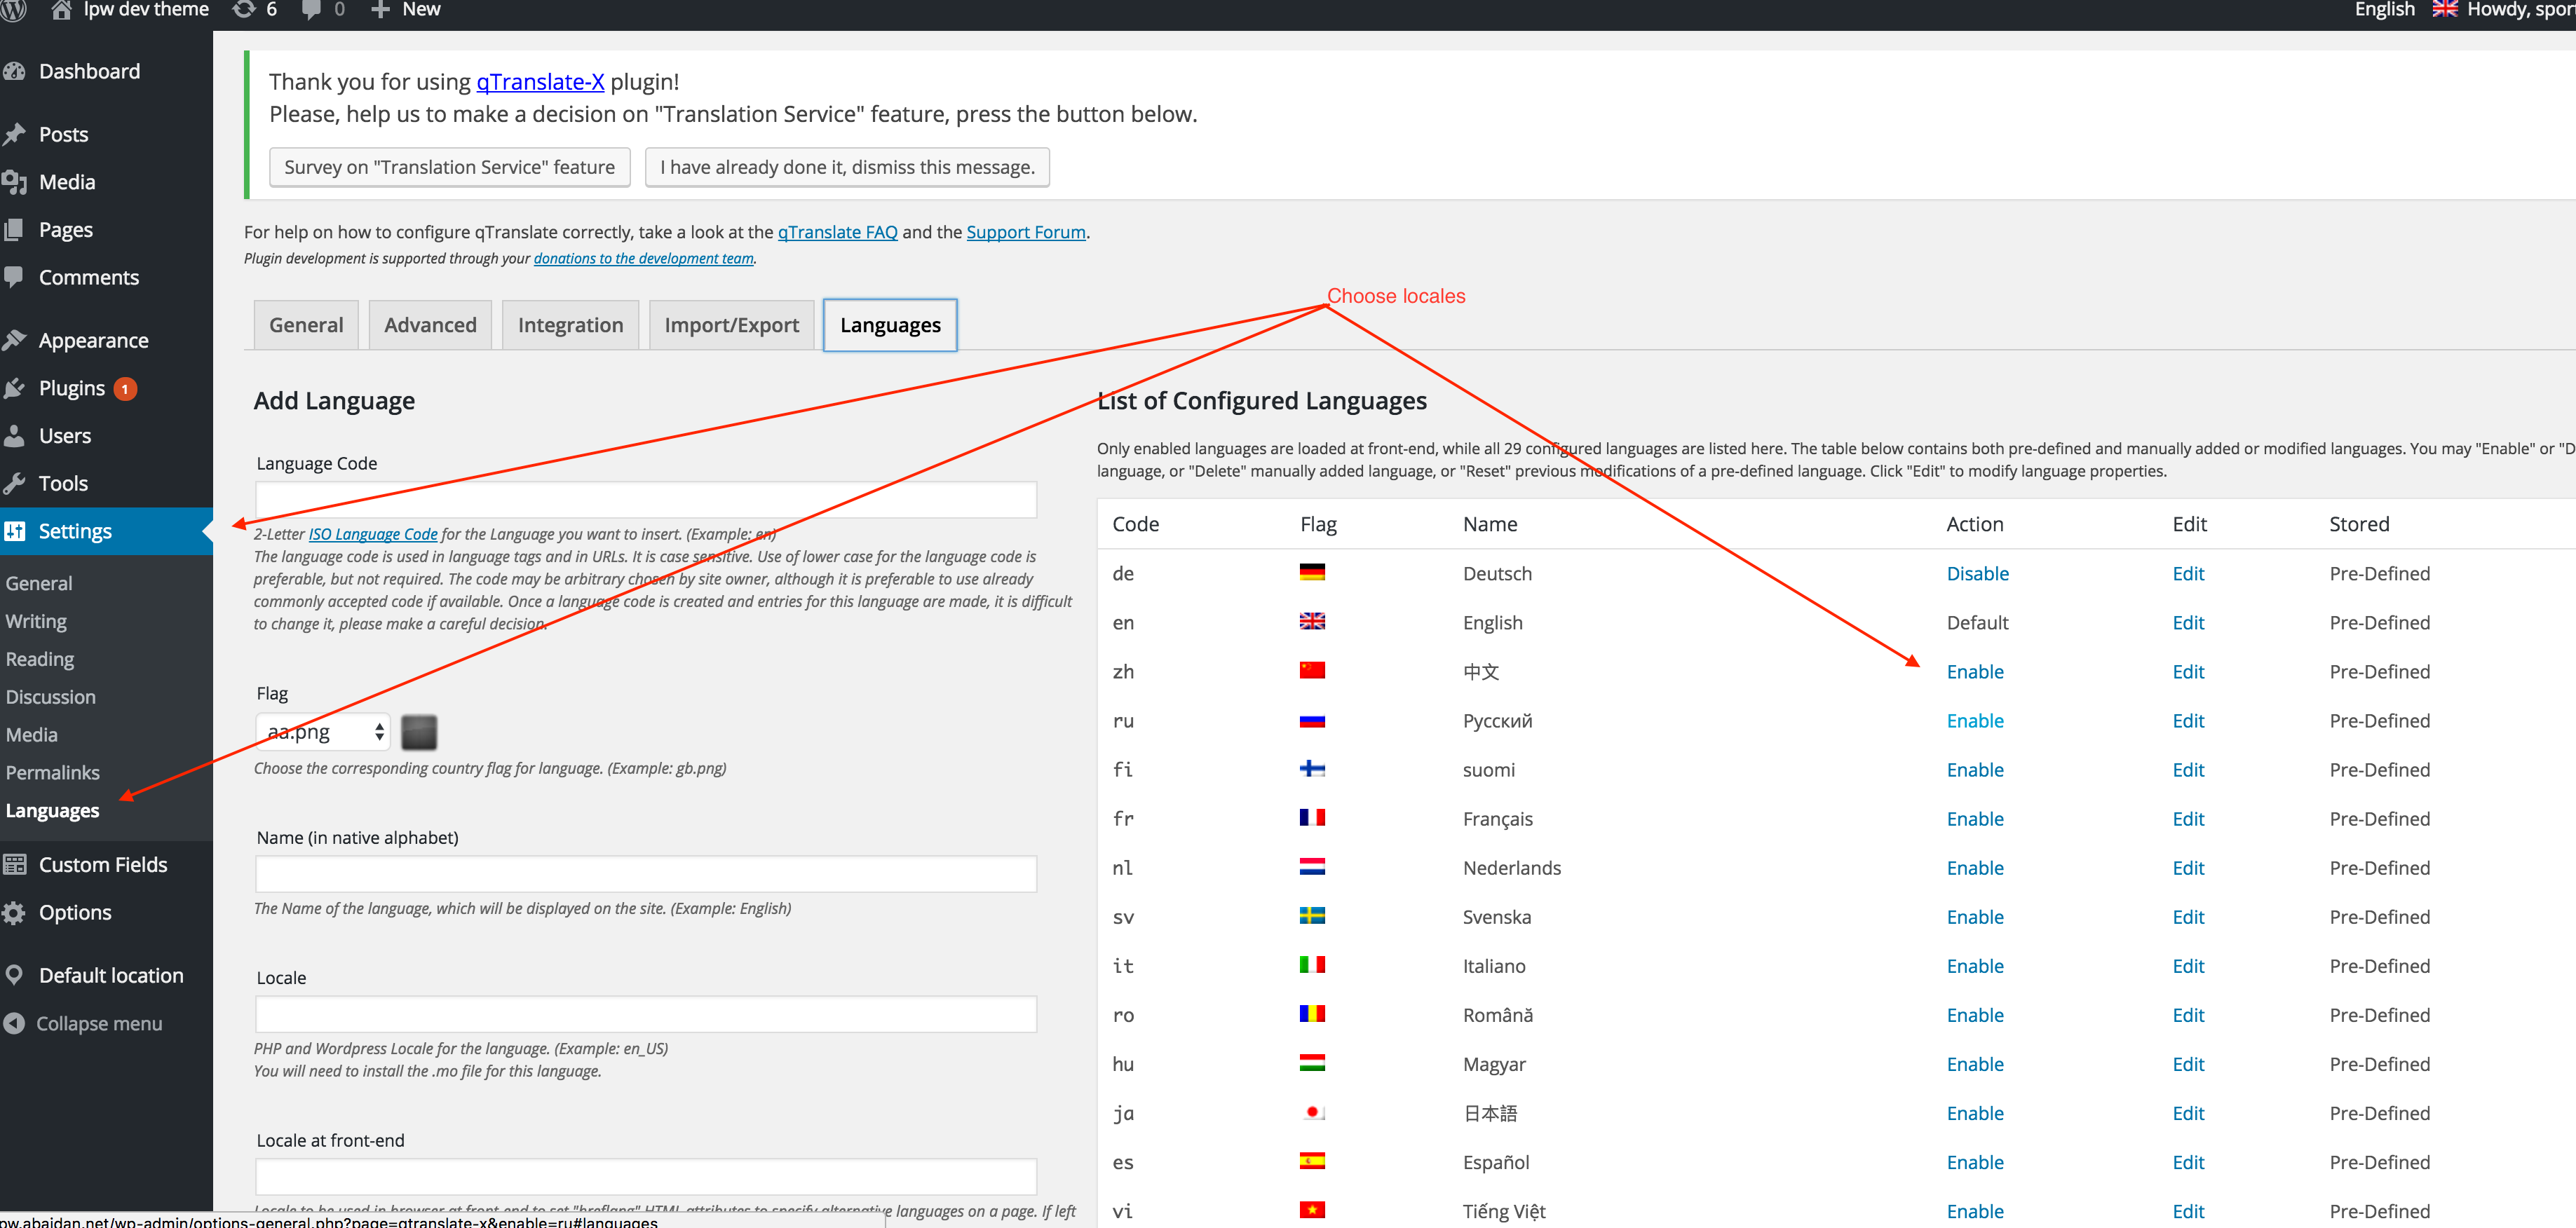 lpw dev theme 6 0 New
English Howdy, spor
Dashboard
Posts
Media
Pages
Comments
Appearance
Plugins 1
Users
Tools
Settings
General
Writing
Reading
Discussion
Media
Permalinks
Languages
Custom Fields
Options
Default location
Collapse menu
Thank you for using qTranslate-X plugin!
Please, help us to make a decision on "Translation Service" feature, press the button below.
Survey on "Translation Service" feature
I have already done it, dismiss this message.
For help on how to configure qTranslate correctly, take a look at the qTranslate FAQ and the Support Forum.
Plugin development is supported through your donations to the development team.
Choose locales
General Advanced Integration Import/Export Languages
Add Language
Language Code
2-Letter ISO Language Code for the Language you want to insert. (Example: en)
The language code is used in language tags and in URLs. It is case sensitive. Use of lower case for the language code is
preferable, but not required. The code may be arbitrary chosen by site owner, although it is preferable to use already
commonly accepted code if available. Once a language code is created and entries for this language are made, it is difficult
to change it, please make a careful decision.
Flag
aa.png
Choose the corresponding country flag for language. (Example: gb.png)
Name (in native alphabet)
The Name of the language, which will be displayed on the site. (Example: English)
Locale
PHP and Wordpress Locale for the language. (Example: en_US)
You will need to install the .mo file for this language.
Locale at front-end
Locale to be used in browser at front-end to set "hreflang" HTML attributes to specify alternative languages on a page. If left
List of Configured Languages
Only enabled languages are loaded at front-end, while all 29 configured languages are listed here. The table below contains both pre-defined and manually added or modified languages. You may "Enable" or "D
language, or "Delete" manually added language, or "Reset" previous modifications of a pre-defined language. Click "Edit" to modify language properties.
Code Flag Name Action Edit Stored
de Deutsch Disable Edit Pre-Defined
en English Default Edit Pre-Defined
zh 中文 Enable Edit Pre-Defined
ru Русский Enable Edit Pre-Defined
fi suomi Enable Edit Pre-Defined
fr Français Enable Edit Pre-Defined
nl Nederlands Enable Edit Pre-Defined
sv Svenska Enable Edit Pre-Defined
it Italiano Enable Edit Pre-Defined
ro Română Enable Edit Pre-Defined
hu Magyar Enable Edit Pre-Defined
ja 日本語 Enable Edit Pre-Defined
es Español Enable Edit Pre-Defined
vi Tiếng Việt Enable Edit Pre-Defined
pw.abaidan.net/wp-admin/options-general.php?page=qtranslate-x&enable=ru#languages